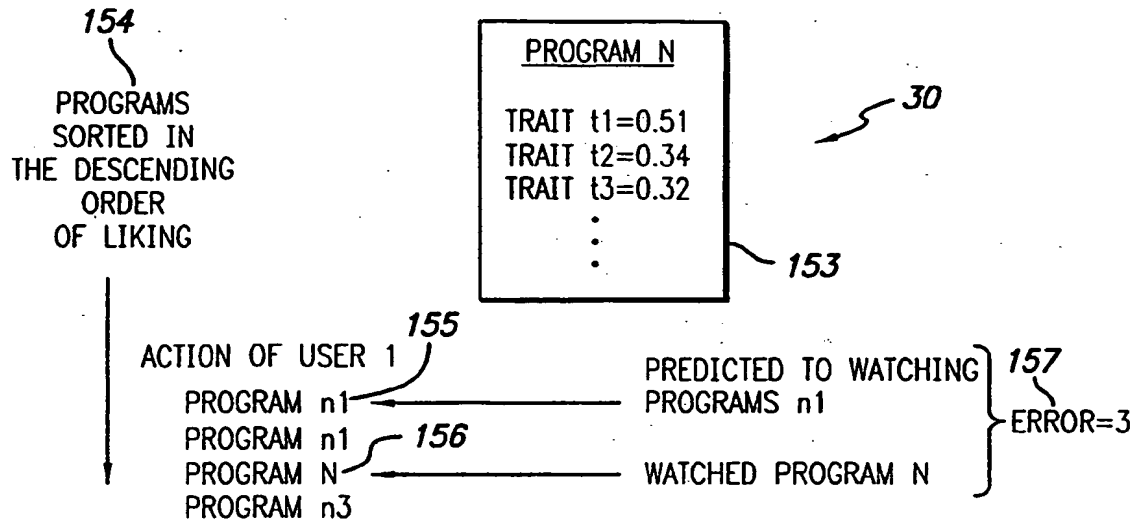 154
PROGRAMS
SORTED IN
THE DESCENDING
ORDER
OF LIKING
PROGRAM N
TRAIT t1=0.51
TRAIT t2=0.34
TRAIT t3=0.32
30
153
155
ACTION OF USER 1
PROGRAM n1
PROGRAM n1
156
PROGRAM N
PROGRAM n3
PREDICTED TO WATCHING
PROGRAMS n1
WATCHED PROGRAM N
157
ERROR=3